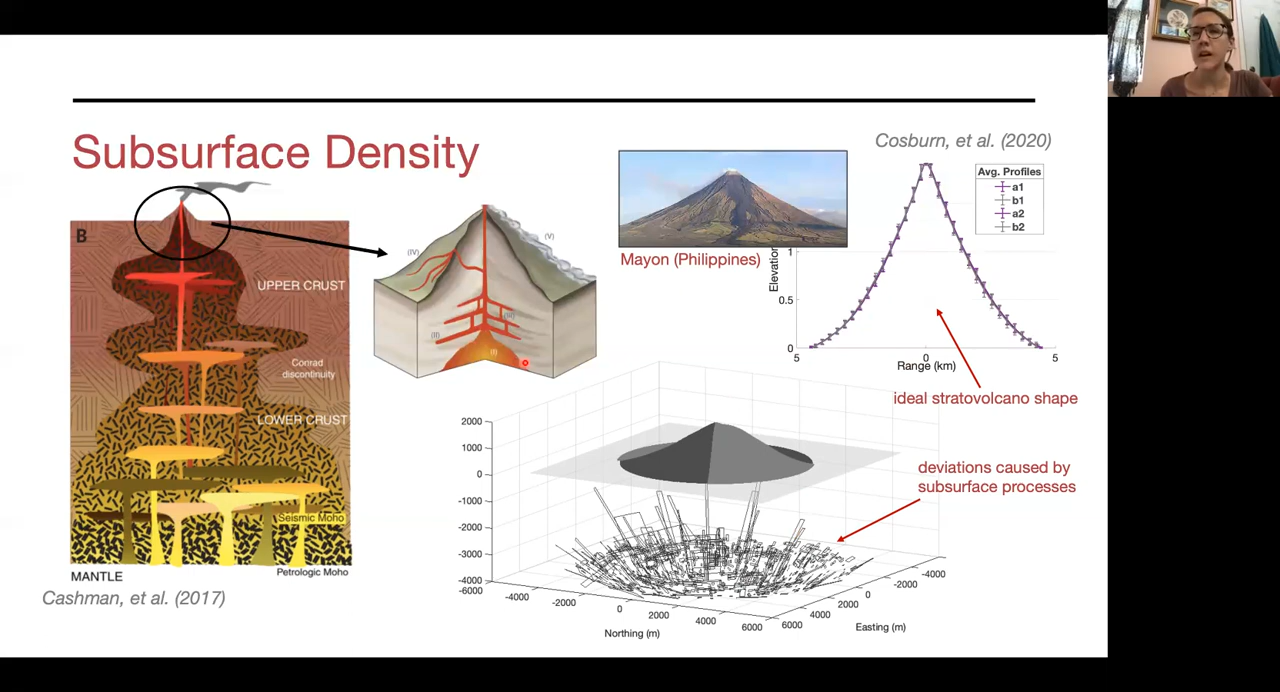 Subsurface Density
B
UPPER CRUST
Conrad
discontinuity
LOWER CRUST
Seismic Moho
MANTLE
Petrologic Moho
Cashman, et al. (2017)
(IV)
(V)
(III)
(II)
(I)
Mayon (Philippines)
Cosburn, et al. (2020)
Avg. Profiles
a1
b1
a2
b2
Elevation
1
0.5
0
5
0
5
Range (km)
ideal stratovolcano shape
deviations caused by
subsurface processes
2000
1000
0
-1000
-2000
-3000
-4000
-6000
-4000
-2000
0
2000
4000
6000
Northing (m)
6000
4000
2000
0
-2000
-4000
Easting (m)